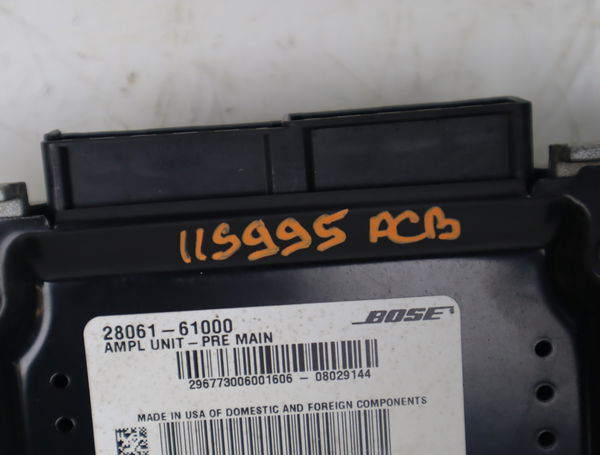 115995 ACB
28061-61000
AMPL UNIT-PRE MAIN
BOSE
296773006001606 - 08029144
MADE IN USA OF DOMESTIC AND FOREIGN COMPONENTS